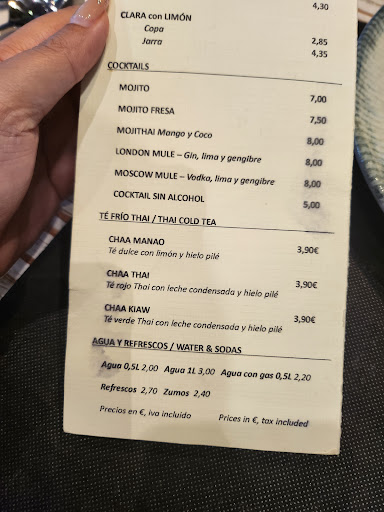 4,30
CLARA con LIMÓN
Copa 2,85
Jarra 4,35
COCKTAILS
MOJITO 7,00
MOJITO FRESA 7,50
MOJITHAI Mango y Coco 8,00
LONDON MULE – Gin, lima y gengibre 8,00
MOSCOW MULE – Vodka, lima y gengibre 8,00
COCKTAIL SIN ALCOHOL 5,00
TÉ FRÍO THAI / THAI COLD TEA
CHAA MANAO 3,90€
Té dulce con limón y hielo pilé
CHAA THAI 3,90€
Té rojo Thai con leche condensada y hielo pilé
CHAA KIAW 3,90€
Té verde Thai con leche condensada y hielo pilé
AGUA Y REFRESCOS / WATER & SODAS
Agua 0,5L 2,00 Agua 1L 3,00 Agua con gas 0,5L 2,20
Refrescos 2,70 Zumos 2,40
Precios en €, iva incluido Prices in €, tax included